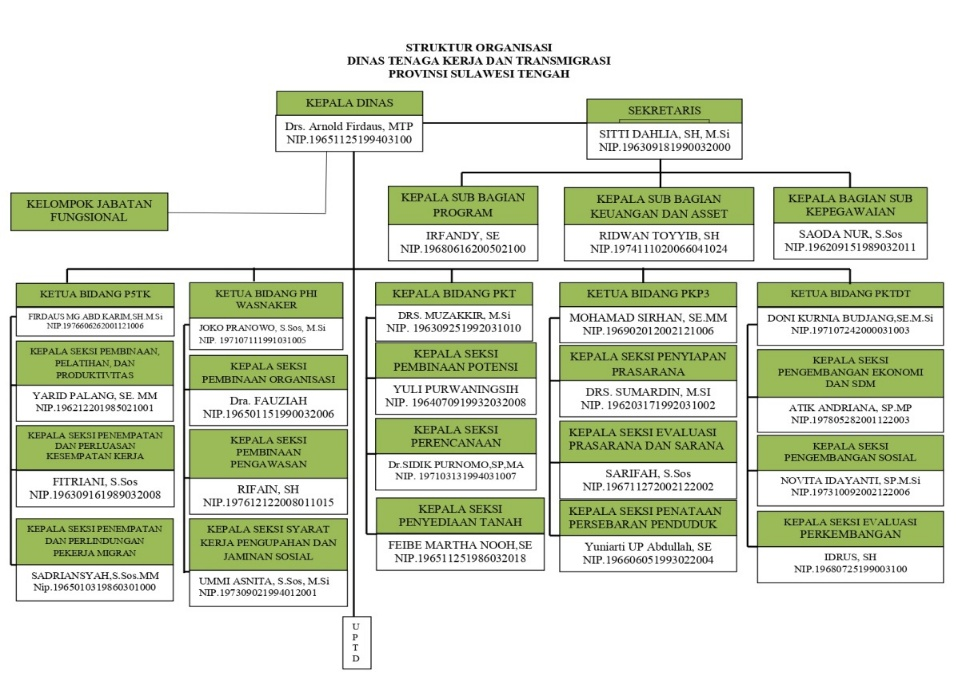 STRUKTUR ORGANISASI
DINAS TENAGA KERJA DAN TRANSMIGRASI
PROVINSI SULAWESI TENGAH
KEPALA DINAS
Drs. Arnold Firdaus, MTP
NIP.19651125199403100
SEKRETARIS
SITTI DAHLIA, SH, M.Si
NIP.196309181990032000
KELOMPOK JABATAN
FUNGSIONAL
KEPALA SUB BAGIAN
PROGRAM
IRFANDY, SE
NIP.19680616200502100
KEPALA SUB BAGIAN
KEUANGAN DAN ASSET
RIDWAN TOYYIB, SH
NIP.1974111020066041024
KEPALA BAGIAN SUB
KEPEGAWAIAN
SAODA NUR, S.Sos
NIP.196209151989032011
KETUA BIDANG P5TK
FIRDAUS MG ABD KARIM,SH.M.Si
NIP.1976606262001121006
KEPALA SEKSI PEMBINAAN,
PELATIHAN, DAN
PRODUKTIVITAS
YARID PALANG, SE. MM
NIP.196212201985021001
KEPALA SEKSI PENEMPATAN
DAN PERLUASAN
KESEMPATAN KERJA
FITRIANI, S.Sos
NIP.196309161989032008
KEPALA SEKSI PENEMPATAN
DAN PERLINDUNGAN
PEKERJA MIGRAN
SADRIANSYAH,S.Sos.MM
Nip.1965010319860301000
KETUA BIDANG PHI
WASNAKER
JOKO PRANOWO, S.Sos, M.Si
NIP. 197107111991031005
KEPALA SEKSI
PEMBINAAN ORGANISASI
Dra. FAUZIAH
NIP.196501151990032006
KEPALA SEKSI
PEMBINAAN
PENGAWASAN
RIFAIN, SH
NIP.197612122008011015
KEPALA SEKSI SYARAT
KERJA PENGUPAHAN DAN
JAMINAN SOSIAL
UMMI ASNITA, S.Sos, M.Si
NIP.197309021994012001
KEPALA BIDANG PKT
DRS. MUZAKKIR, M.Si
NIP. 196309251992031010
KEPALA SEKSI
PEMBINAAN POTENSI
YULI PURWANINGSIH
NIP.1964070919932032008
KEPALA SEKSI
PERENCANAAN
Dr.SIDIK PURNOMO,SP,MA
NIP.197103131994031007
KEPALA SEKSI
PENYEDIAAN TANAH
FEIBE MARTHA NOOH,SE
NIP.196511251986032018
KETUA BIDANG PKP3
MOHAMAD SIRHAN, SE.MM
NIP.196902012002121006
KEPALA SEKSI PENYIAPAN
PRASARANA
DRS. SUMARDIN, M.SI
NIP.196203171992031002
KEPALA SEKSI EVALUASI
PRASARANA DAN SARANA
SARIFAH, S.Sos
NIP.196711272002122002
KEPALA SEKSI PENATAAN
PERSEBARAN PENDUDUK
Yuniarti UP Abdullah, SE
NIP.196606051993022004
KETUA BIDANG PKTDT
DONI KURNIA BUDJANG,SE.M.Si
NIP.197107242000031003
KEPALA SEKSI
PENGEMBANGAN EKONOMI
DAN SDM
ATIK ANDRIANA, SP.MP
NIP.197805282001122003
KEPALA SEKSI
PENGEMBANGAN SOSIAL
NOVITA IDAYANTI, SP.M.Si
NIP.197310092002122006
KEPALA SEKSI EVALUASI
PERKEMBANGAN
IDRUS, SH
NIP.19680725199003100
U
P
T
D